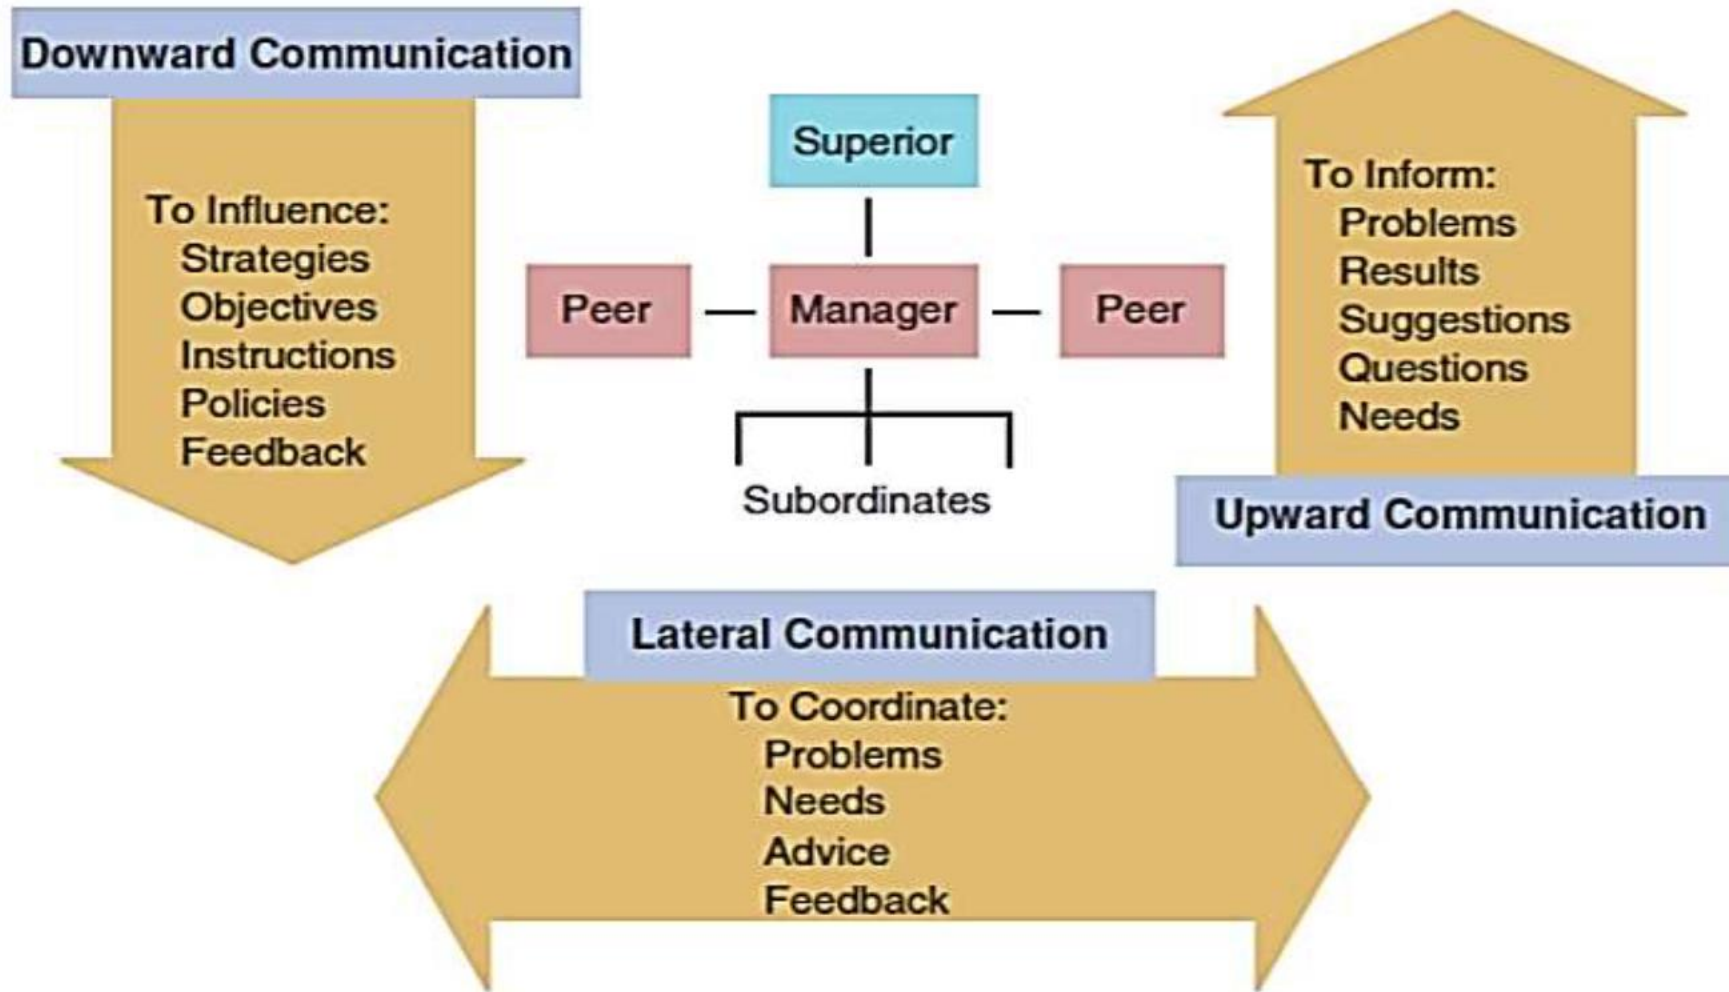 Downward Communication
To Influence:
Strategies
Objectives
Instructions
Policies
Feedback
Superior
Peer
Manager
Peer
Subordinates
To Inform:
Problems
Results
Suggestions
Questions
Needs
Upward Communication
Lateral Communication
To Coordinate:
Problems
Needs
Advice
Feedback